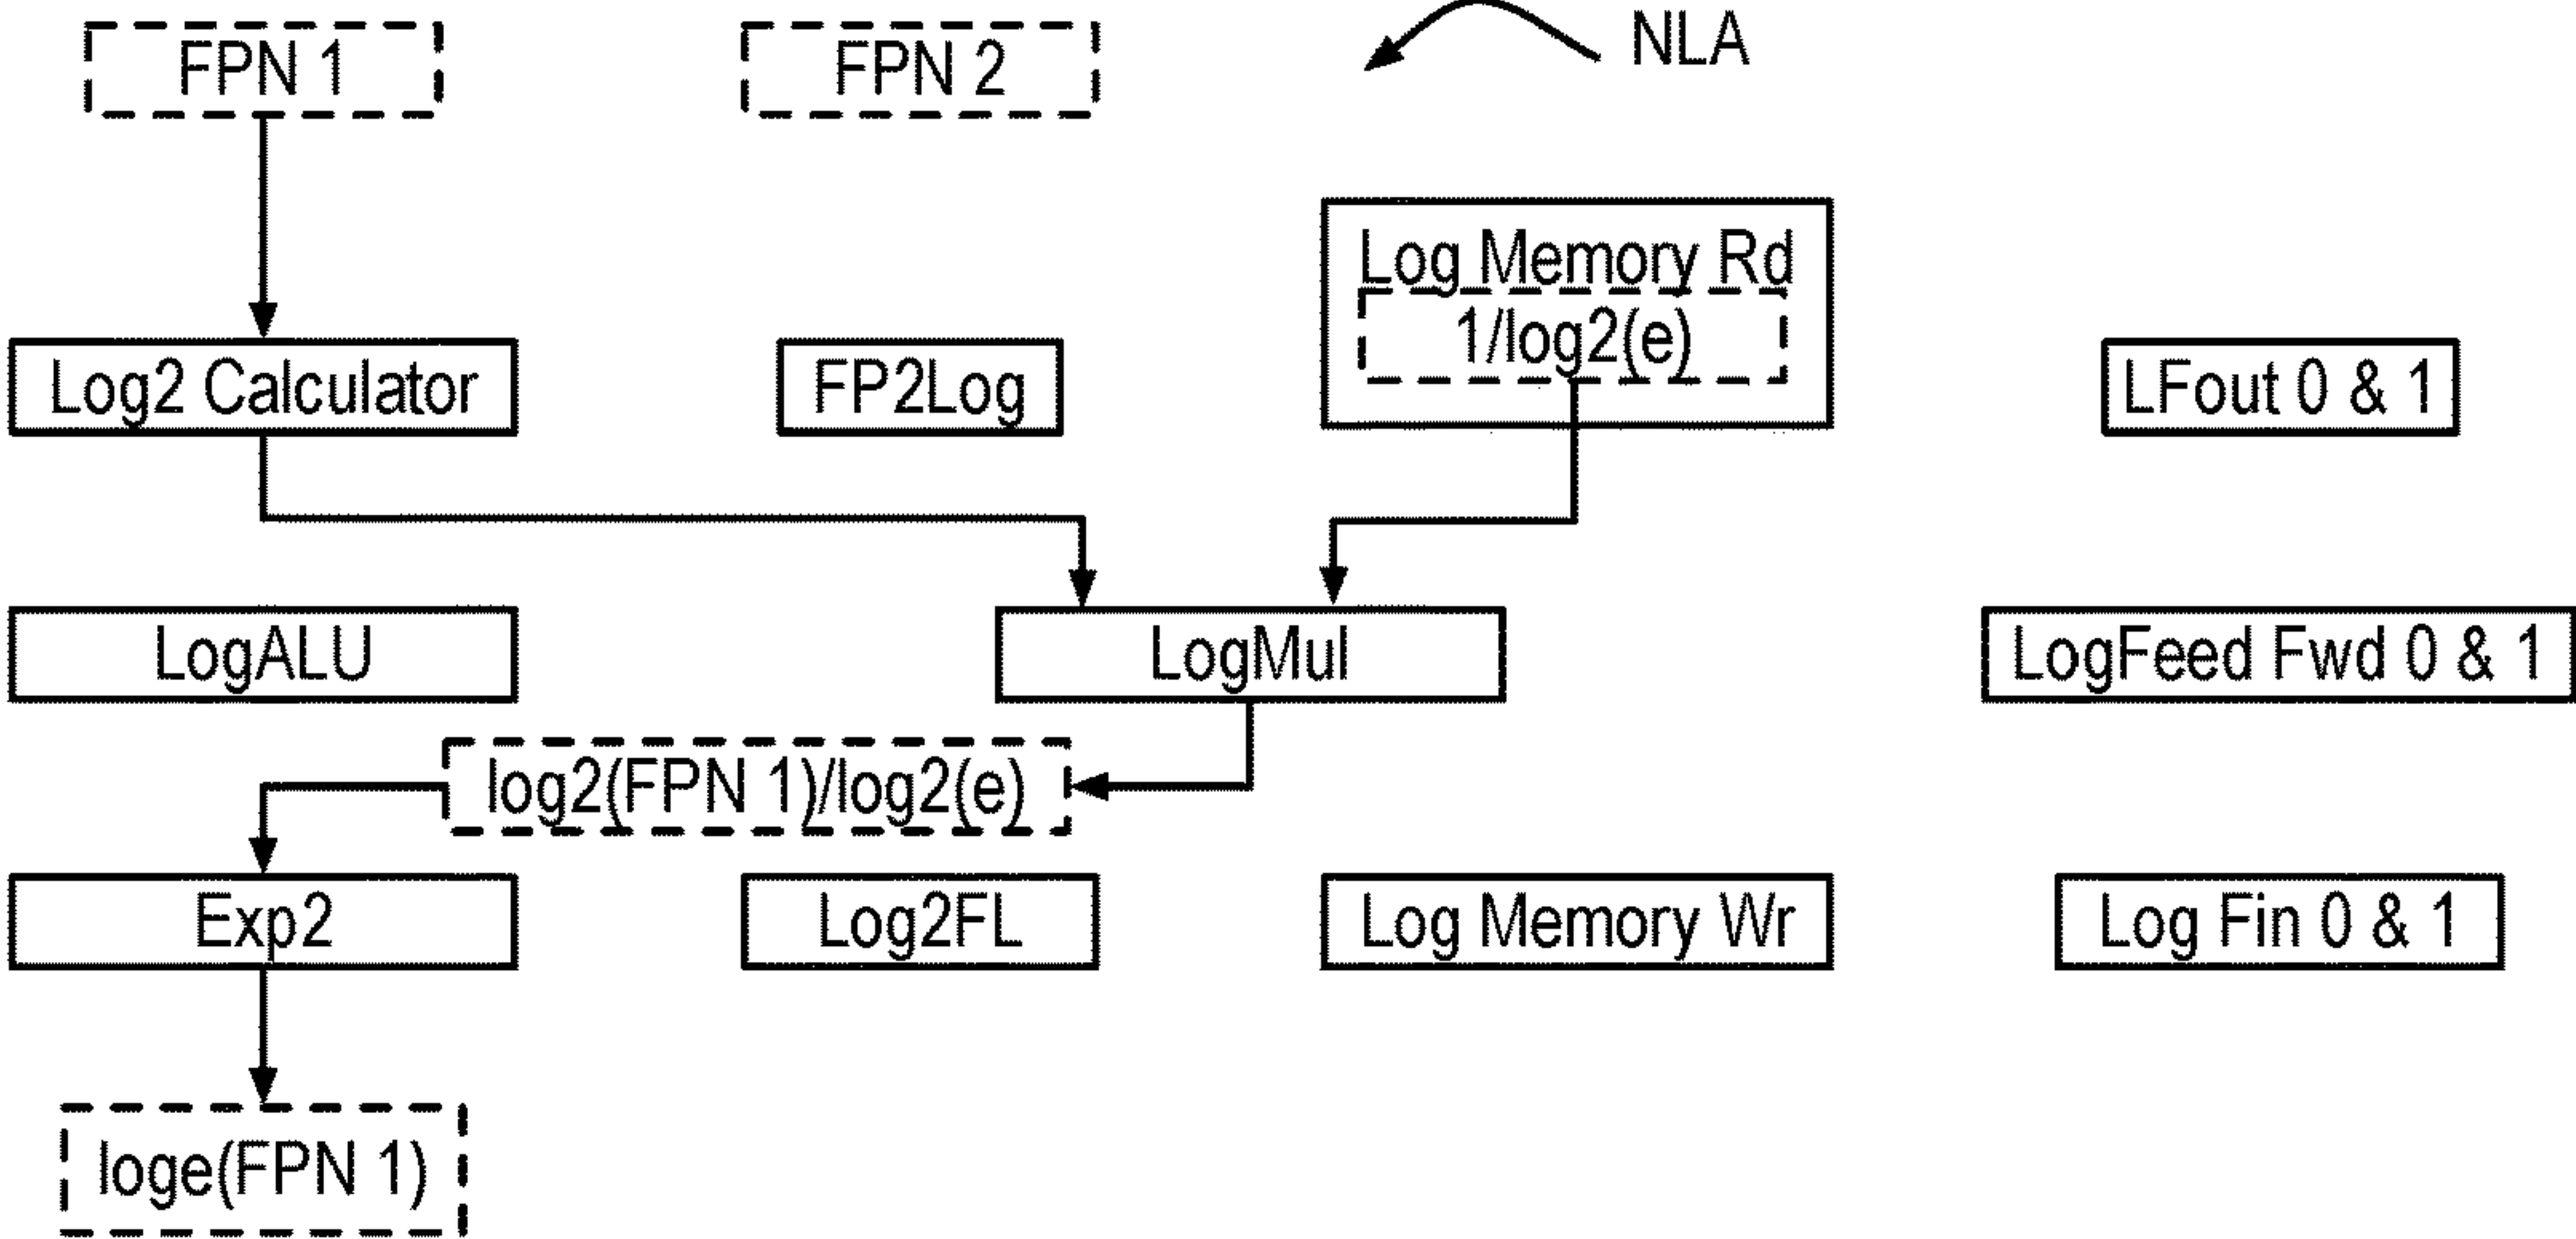 FPN 1
FPN 2
NLA
Log Memory Rd
1/log2(e)
Log2 Calculator
FP2Log
LFout 0 & 1
LogALU
LogMul
LogFeed Fwd 0 & 1
log2(FPN 1)/log2(e)
Exp2
Log2FL
Log Memory Wr
Log Fin 0 & 1
loge(FPN 1)